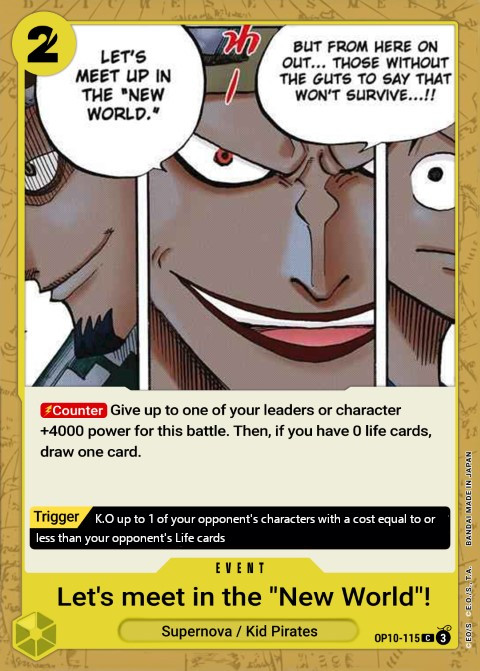 BLICHE EIS MEER
2
LET'S
MEET UP IN
THE "NEW
WORLD."
BUT FROM HERE ON
OUT... THOSE WITHOUT
THE GUTS TO SAY THAT
WON'T SURVIVE...!!
Counter Give up to one of your leaders or character
+4000 power for this battle. Then, if you have 0 life cards,
draw one card.
Trigger K.O up to 1 of your opponent's characters with a cost equal to or
less than your opponent's Life cards
EVENT
Let's meet in the "New World"!
Supernova / Kid Pirates
OP10-115 C 3
©E.O/S. ©E.O./S.,T.A. BANDAI MADE IN JAPAN